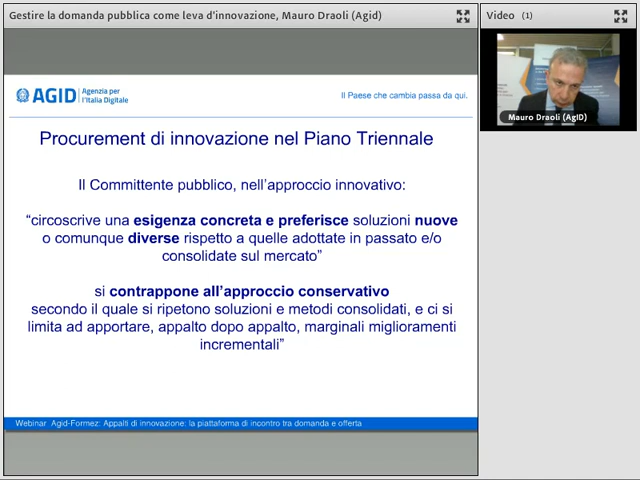 Gestire la domanda pubblica come leva d'innovazione, Mauro Draoli (Agid)
Video (1)
AGID Agenzia per
l'Italia Digitale
Il Paese che cambia passa da qui.
Mauro Draoli (AgID)
Procurement di innovazione nel Piano Triennale
Il Committente pubblico, nell'approccio innovativo:
“circoscrive una esigenza concreta e preferisce soluzioni nuove
o comunque diverse rispetto a quelle adottate in passato e/o
consolidate sul mercato”
si contrappone all'approccio conservativo
secondo il quale si ripetono soluzioni e metodi consolidati, e ci si
limita ad apportare, appalto dopo appalto, marginali miglioramenti
incrementali”
Webinar Agid-Formez: Appalti di innovazione: la piattaforma di incontro tra domanda e offerta